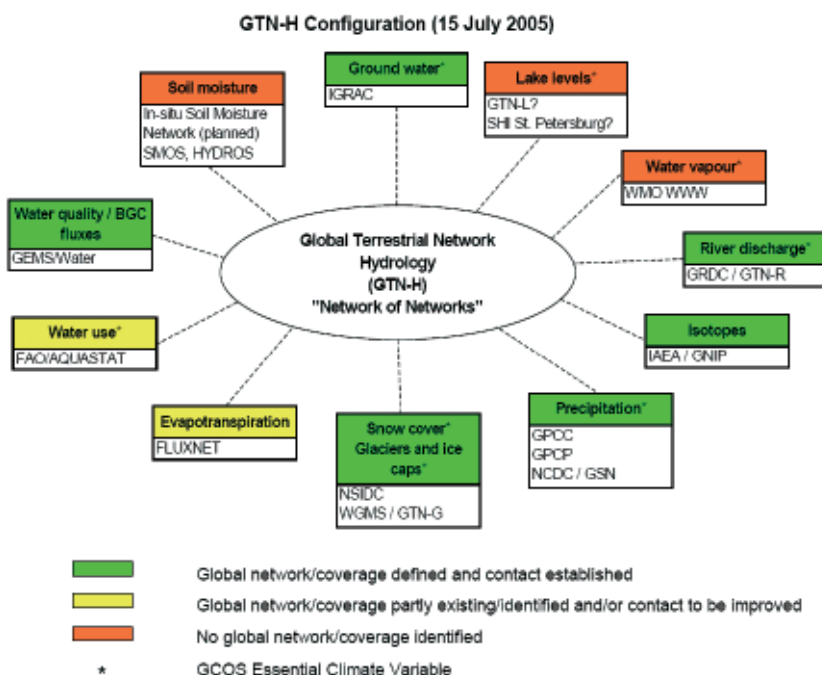 GTN-H Configuration (15 July 2005)
Soil moisture
In-situ Soil Moisture
Network (planned)
SMOS, HYDROS
Ground water*
IGRAC
Lake levels*
GTN-L?
SHI St. Petersburg?
Water vapour*
WMO WWW
Water quality / BGC
fluxes
GEMS/Water
Global Terrestrial Network
Hydrology
(GTN-H)
"Network of Networks"
River discharge*
GRDC / GTN-R
Water use*
FAO/AQUASTAT
Isotopes
IAEA / GNIP
Evapotranspiration
FLUXNET
Snow cover*
Glaciers and ice
caps*
NSIDC
WGMS / GTN-G
Precipitation*
GPCC
GPCP
NCDC / GSN
Global network/coverage defined and contact established
Global network/coverage partly existing/identified and/or contact to be improved
No global network/coverage identified
* GCOS Essential Climate Variable